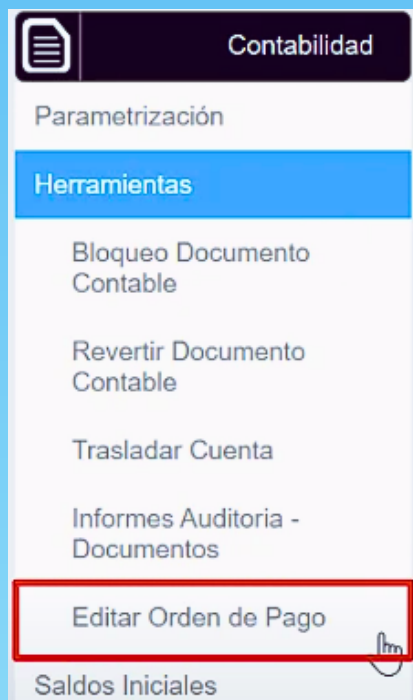 Contabilidad
Parametrización
Herramientas
Bloqueo Documento
Contable
Revertir Documento
Contable
Trasladar Cuenta
Informes Auditoria -
Documentos
Editar Orden de Pago
Saldos Iniciales